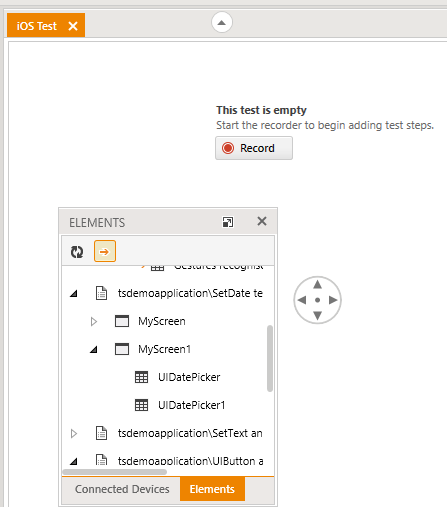 iOS Test
This test is empty
Start the recorder to begin adding test steps.
Record
ELEMENTS
Gestures recognist
tsdemoapplication\SetDate te
MyScreen
MyScreen1
UIDatePicker
UIDatePicker1
tsdemoapplication\SetText an
tsdemoapplication\UIButton a
Connected Devices Elements